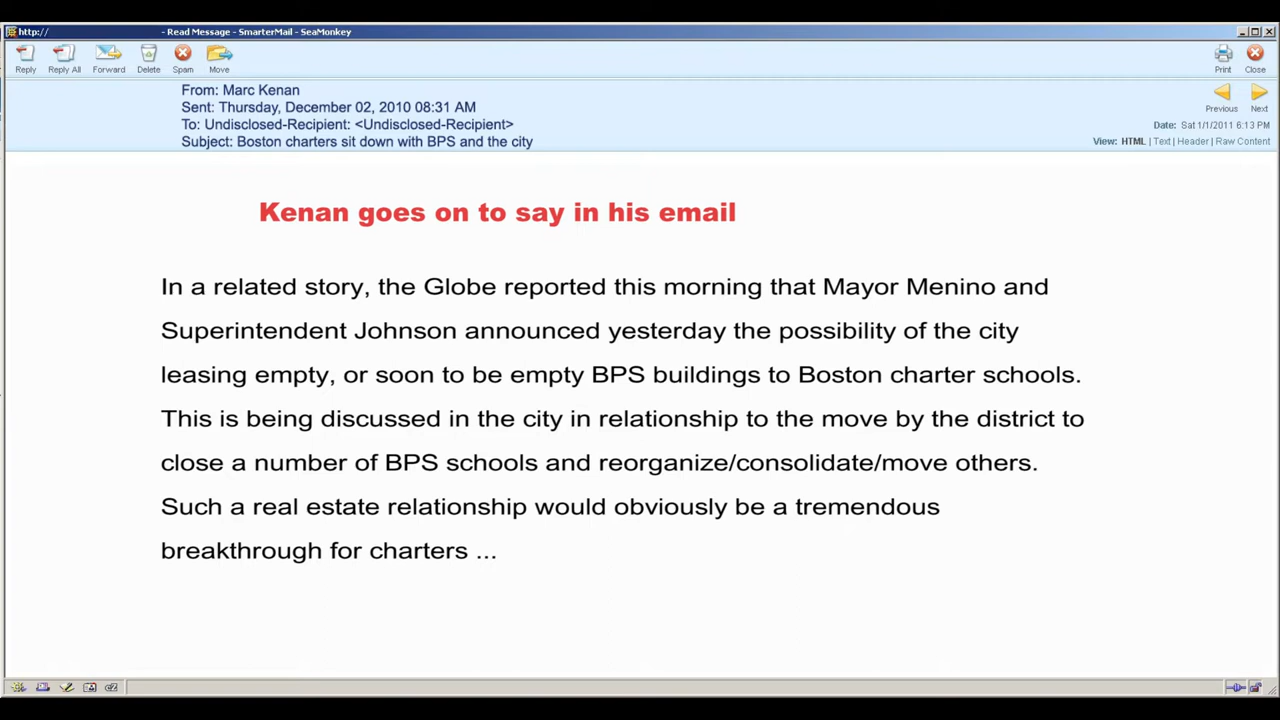 http:// - Read Message - SmarterMail - SeaMonkey
Reply Reply All Forward Delete Spam Move Print Close
From: Marc Kenan
Sent: Thursday, December 02, 2010 08:31 AM
To: Undisclosed-Recipient: <Undisclosed-Recipient>
Subject: Boston charters sit down with BPS and the city
Previous Next
Date: Sat 1/1/2011 6:13 PM
View: HTML | Text | Header | Raw Content
Kenan goes on to say in his email
In a related story, the Globe reported this morning that Mayor Menino and
Superintendent Johnson announced yesterday the possibility of the city
leasing empty, or soon to be empty BPS buildings to Boston charter schools.
This is being discussed in the city in relationship to the move by the district to
close a number of BPS schools and reorganize/consolidate/move others.
Such a real estate relationship would obviously be a tremendous
breakthrough for charters ...